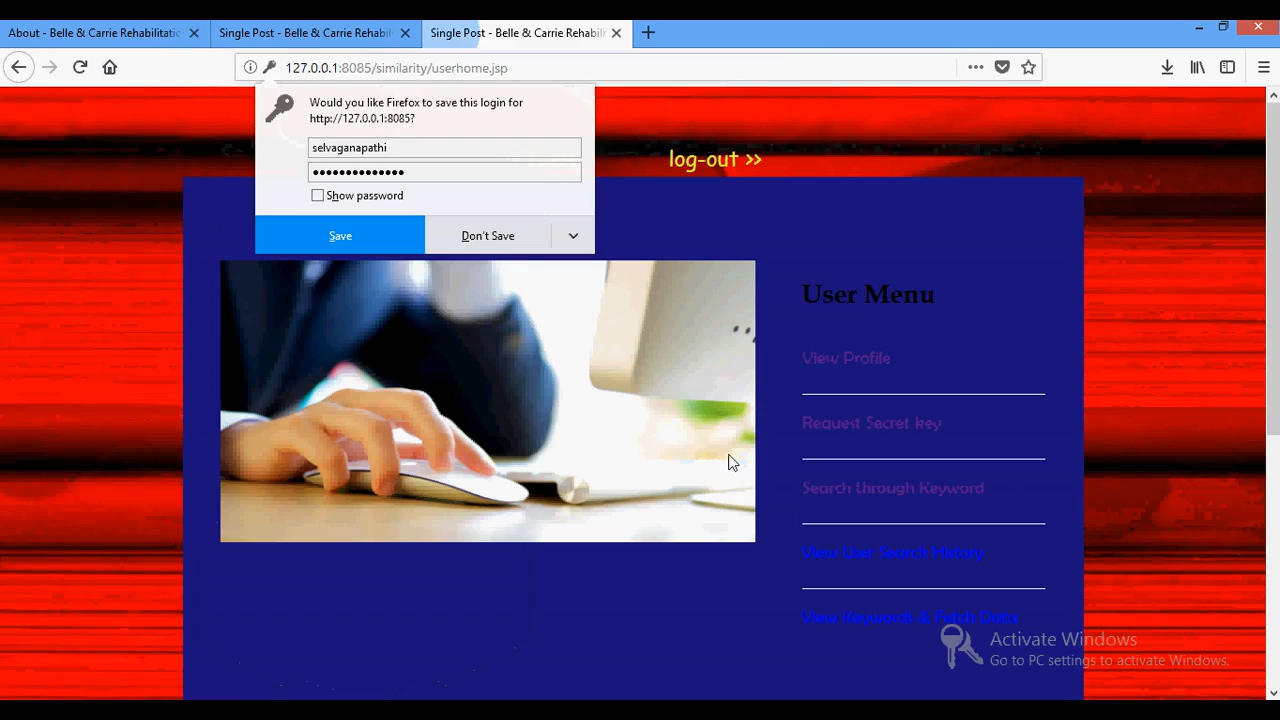 About - Belle & Carrie Rehabilitatio
Single Post - Belle & Carrie Rehabil
Single Post - Belle & Carrie Rehabil
127.0.0.1:8085/similarity/userhome.jsp
Would you like Firefox to save this login for
http://127.0.0.1:8085?
selvaganapathi
Show password
Save
Don't Save
log-out >>
User Menu
View Profile
Request Secret key
Search through Keyword
View User Search History
View Keywords & Fetch Data
Activate Windows
Go to PC settings to activate Windows.